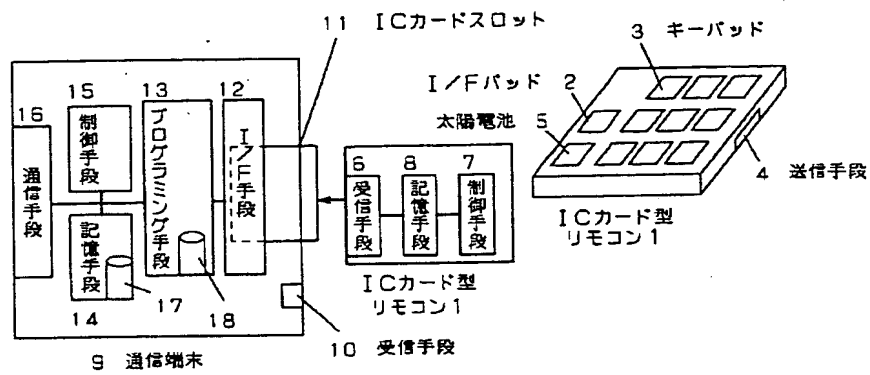 11 ICカードスロット
3 キーパッド
I/Fパッド
2
太陽電池
5
4 送信手段
ICカード型
リモコン1
16
通信手段
15
制御手段
13
プログラミング手段
12
I/F手段
記憶手段
14
17
18
9 通信端末
10 受信手段
6
受信手段
8
記憶手段
7
制御手段
ICカード型
リモコン1